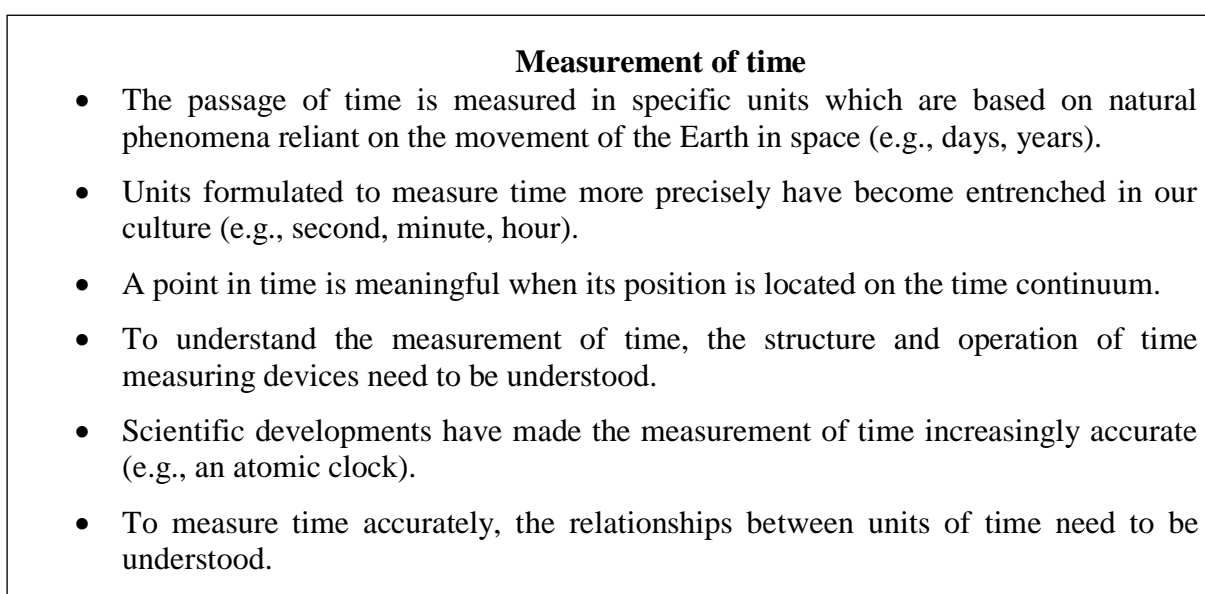 Measurement of time
• The passage of time is measured in specific units which are based on natural
phenomena reliant on the movement of the Earth in space (e.g., days, years).
• Units formulated to measure time more precisely have become entrenched in our
culture (e.g., second, minute, hour).
• A point in time is meaningful when its position is located on the time continuum.
• To understand the measurement of time, the structure and operation of time
measuring devices need to be understood.
• Scientific developments have made the measurement of time increasingly accurate
(e.g., an atomic clock).
• To measure time accurately, the relationships between units of time need to be
understood.